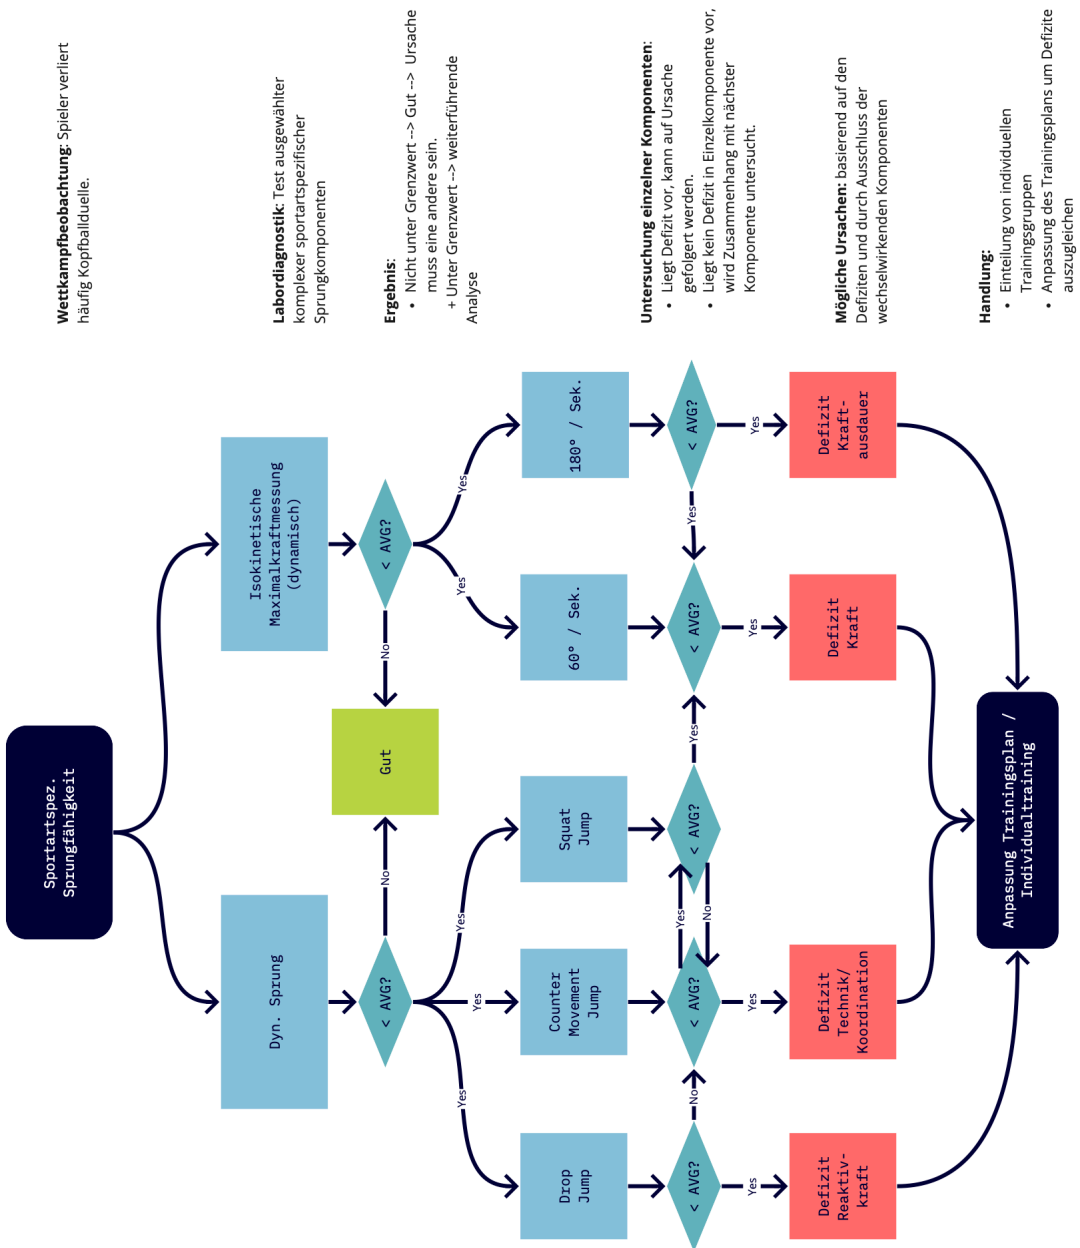 Sportartspez.
Sprungfähigkeit
Wettkampfbeobachtung: Spieler verliert
häufig Kopfballduelle.
Dyn. Sprung
Isokinetische
Maximalkraftmessung
(dynamisch)
Labordiagnostik: Test ausgewählter
komplexer sportartspezifischer
Sprungkomponenten
< AVG?
No
Gut
No
< AVG?
Ergebnis:
• Nicht unter Grenzwert --> Gut --> Ursache
muss eine andere sein.
+ Unter Grenzwert --> weiterführende
Analyse
Yes
Yes
Yes
Yes
Yes
Drop
Jump
Counter
Movement
Jump
Squat
Jump
60° / Sek.
180° / Sek.
< AVG?
No
< AVG?
Yes
No
< AVG?
Yes
< AVG?
Yes
< AVG?
Untersuchung einzelner Komponenten:
• Liegt Defizit vor, kann auf Ursache
gefolgert werden.
• Liegt kein Defizit in Einzelkomponente vor,
wird Zusammenhang mit nächster
Komponente untersucht.
Yes
Yes
Yes
Yes
Defizit
Reaktiv-
kraft
Defizit
Technik/
Koordination
Defizit
Kraft
Defizit
Kraft-
ausdauer
Mögliche Ursachen: basierend auf den
Defiziten und durch Ausschluss der
wechselwirkenden Komponenten
Anpassung Trainingsplan /
Individualtraining
Handlung:
• Einteilung von individuellen
Trainingsgruppen
• Anpassung des Trainingsplans um Defizite
auszugleichen